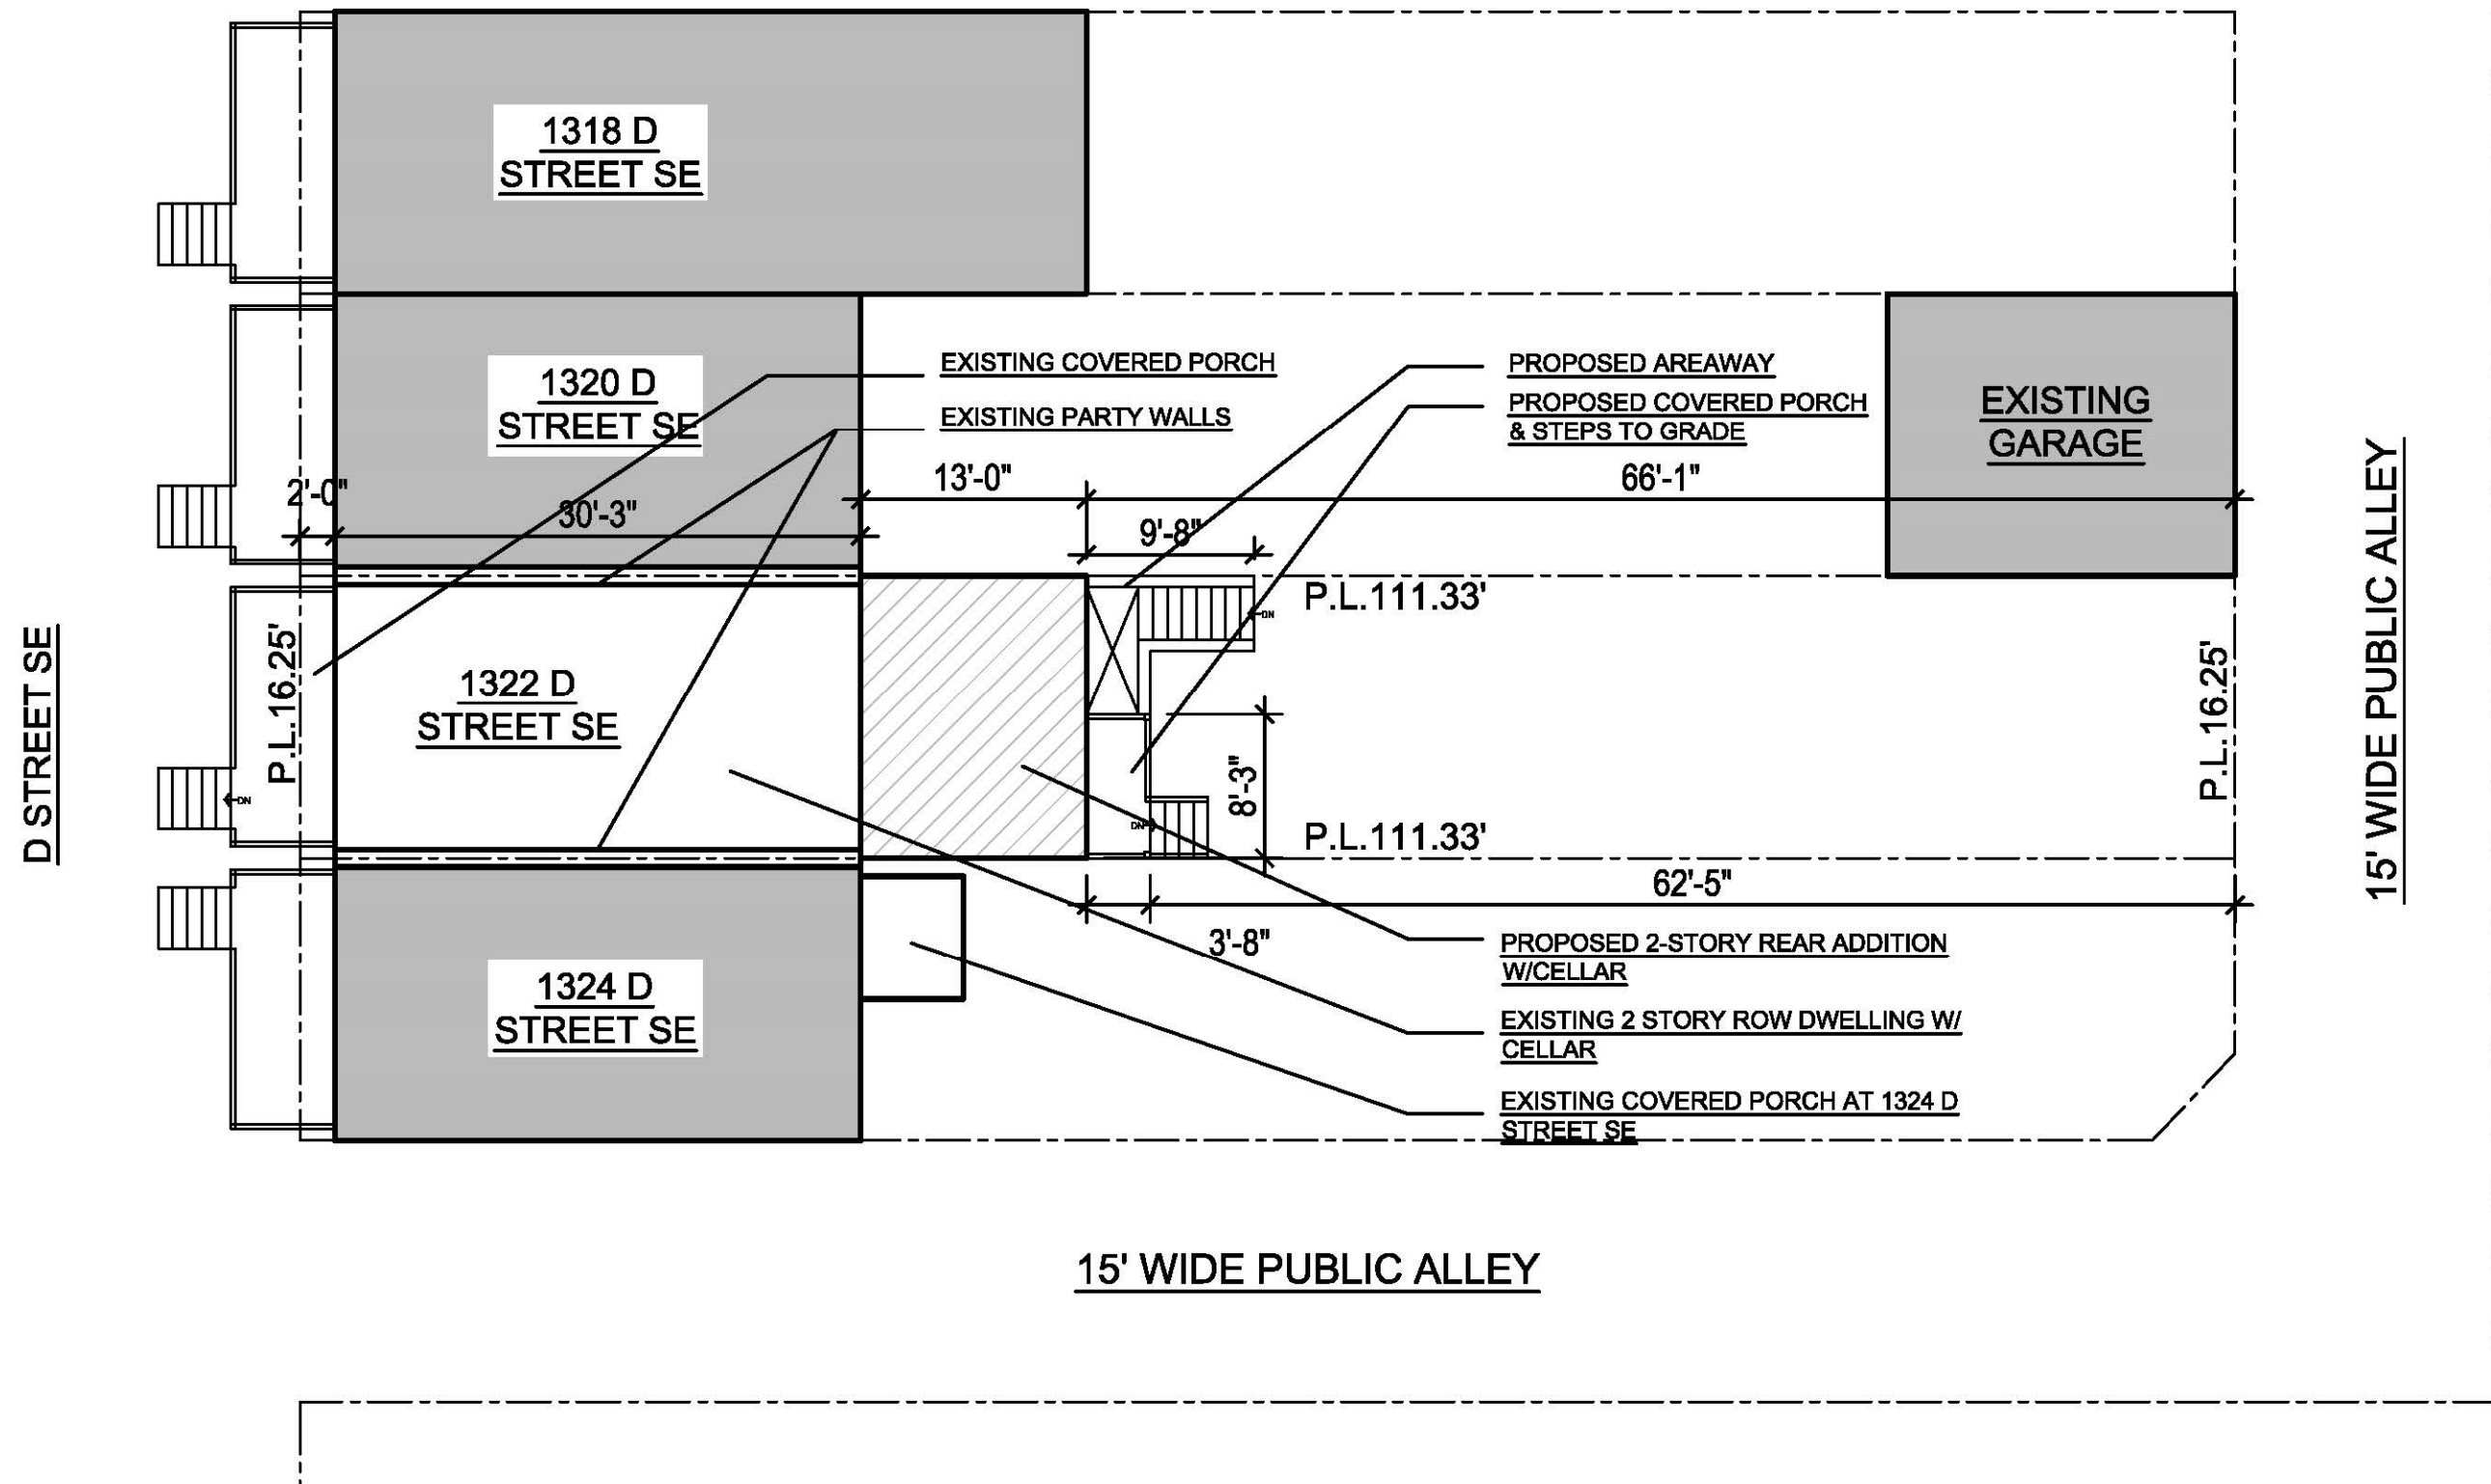 1318 D
STREET SE
1320 D
STREET SE
EXISTING COVERED PORCH
EXISTING PARTY WALLS
PROPOSED AREAWAY
PROPOSED COVERED PORCH
& STEPS TO GRADE
EXISTING
GARAGE
2'-0"
30'-3"
13'-0"
66'-1"
9'-8"
P.L.111.33'
DN
D STREET SE
P.L.16.25'
1322 D
STREET SE
DN
8'-3"
DN
P.L.16.25'
15' WIDE PUBLIC ALLEY
P.L.111.33'
62'-5"
3'-8"
1324 D
STREET SE
PROPOSED 2-STORY REAR ADDITION
W/CELLAR
EXISTING 2 STORY ROW DWELLING W/
CELLAR
EXISTING COVERED PORCH AT 1324 D
STREET SE
15' WIDE PUBLIC ALLEY